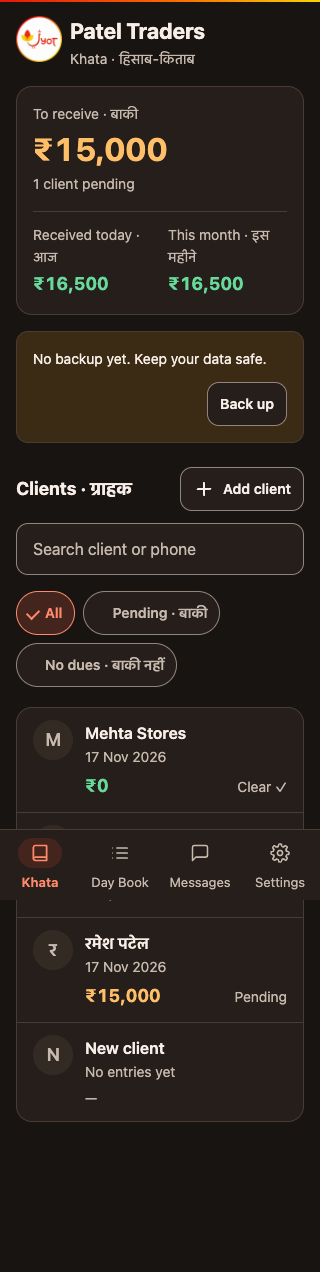 Jyot
Patel Traders
Khata · हिसाब-किताब
To receive · बाकी
₹15,000
1 client pending
Received today · आज
₹16,500
This month · इस महीने
₹16,500
No backup yet. Keep your data safe.
Back up
Clients · ग्राहक
Add client
Search client or phone
All
Pending · बाकी
No dues · बाकी नहीं
M
Mehta Stores
17 Nov 2026
₹0
Clear ✓
Khata
Day Book
Messages
Settings
र
रमेश पटेल
17 Nov 2026
₹15,000
Pending
N
New client
No entries yet
—